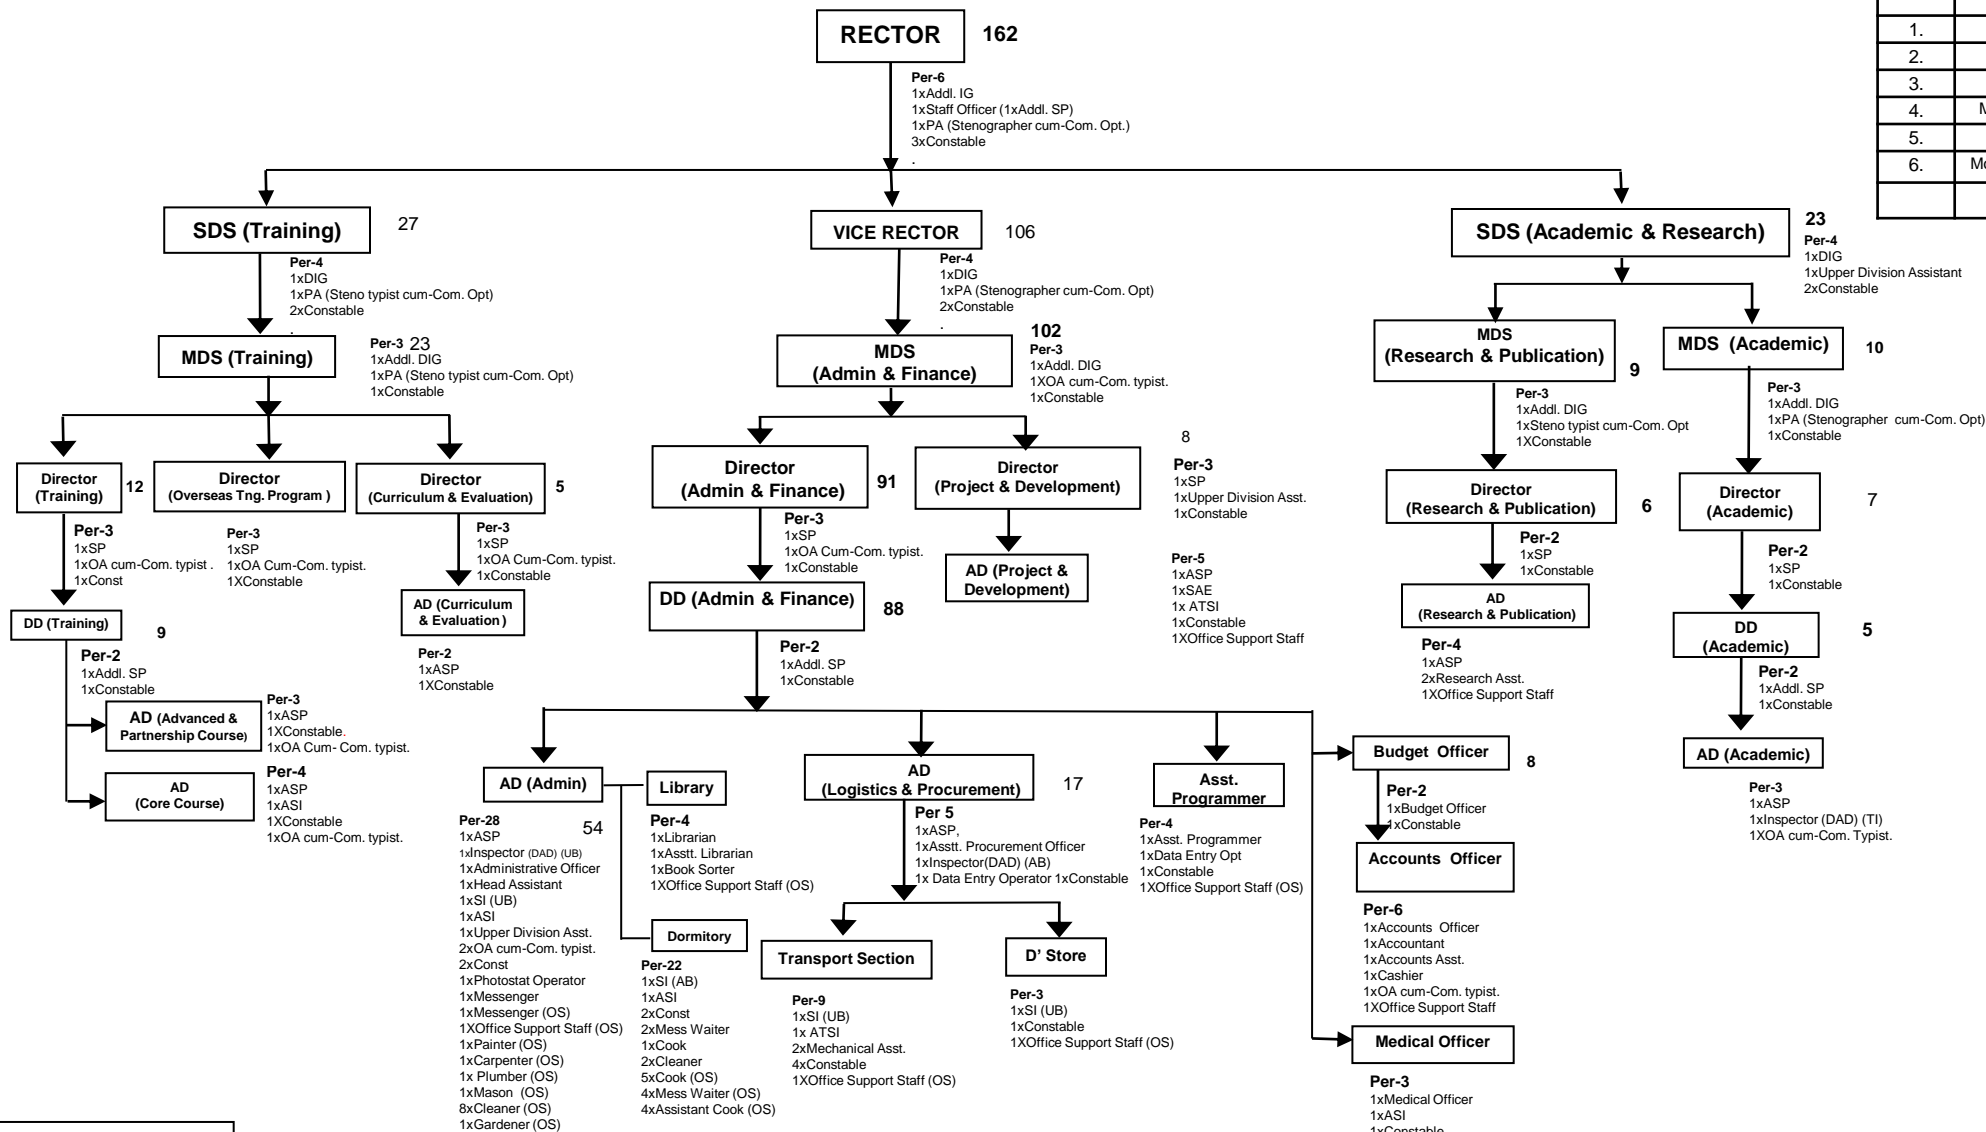 RECTOR 162
Per-6
1xAddl. IG
1xStaff Officer (1xAddl. SP)
1xPA (Stenographer cum-Com. Opt.)
3xConstable
.
1.
2.
3.
4. M
5.
6. Mo
SDS (Training) 27
Per-4
1xDIG
1xPA (Steno typist cum-Com. Opt)
2xConstable
.
MDS (Training)
Per-3 23
1xAddl. DIG
1xPA (Steno typist cum-Com. Opt)
1xConstable
Director
(Training)
12
Per-3
1xSP
1xOA cum-Com. typist .
1xConst
DD (Training) 9
Per-2
1xAddl. SP
1xConstable
AD (Advanced &
Partnership Course)
Per-3
1xASP
1XConstable.
1xOA Cum- Com. typist.
AD
(Core Course)
Per-4
1xASP
1xASI
1XConstable
1xOA cum-Com. typist.
Director
(Overseas Tng. Program )
Per-3
1xSP
1xOA Cum-Com. typist.
1XConstable
Director
(Curriculum & Evaluation)
5
Per-3
1xSP
1xOA Cum-Com. typist.
1xConstable
AD (Curriculum
& Evaluation )
Per-2
1xASP
1XConstable
VICE RECTOR 106
Per-4
1xDIG
1xPA (Stenographer cum-Com. Opt)
2xConstable
.
MDS
(Admin & Finance)
102
Per-3
1xAddl. DIG
1XOA cum-Com. typist.
1xConstable
Director
(Admin & Finance)
91
Per-3
1xSP
1xOA Cum-Com. typist.
1xConstable
DD (Admin & Finance) 88
Per-2
1xAddl. SP
1xConstable
Director
(Project & Development)
8
Per-3
1xSP
1xUpper Division Asst.
1xConstable
AD (Project &
Development)
Per-5
1xASP
1xSAE
1x ATSI
1xConstable
1XOffice Support Staff
AD (Admin)
54
Per-28
1xASP
1xInspector (DAD) (UB)
1xAdministrative Officer
1xHead Assistant
1xSI (UB)
1xASI
1xUpper Division Asst.
2xOA cum-Com. typist.
2xConst
1xPhotostat Operator
1xMessenger
1xMessenger (OS)
1XOffice Support Staff (OS)
1xPainter (OS)
1xCarpenter (OS)
1x Plumber (OS)
1xMason (OS)
8xCleaner (OS)
1xGardener (OS)
Library
Per-4
1xLibrarian
1xAsstt. Librarian
1xBook Sorter
1XOffice Support Staff (OS)
Dormitory
Per-22
1xSI (AB)
1xASI
2xConst
2xMess Waiter
1xCook
2xCleaner
5xCook (OS)
4xMess Waiter (OS)
4xAssistant Cook (OS)
AD
(Logistics & Procurement)
17
Per 5
1xASP,
1xAsstt. Procurement Officer
1xInspector(DAD) (AB)
1x Data Entry Operator 1xConstable
Transport Section
Per-9
1xSI (UB)
1x ATSI
2xMechanical Asst.
4xConstable
1XOffice Support Staff (OS)
D’ Store
Per-3
1xSI (UB)
1xConstable
1XOffice Support Staff (OS)
Asst.
Programmer
Per-4
1xAsst. Programmer
1xData Entry Opt
1xConstable
1XOffice Support Staff (OS)
Budget Officer 8
Per-2
1xBudget Officer
1xConstable
Accounts Officer
Per-6
1xAccounts Officer
1xAccountant
1xAccounts Asst.
1xCashier
1xOA cum-Com. typist.
1XOffice Support Staff
Medical Officer
Per-3
1xMedical Officer
1xASI
1xConstable
SDS (Academic & Research)
23
Per-4
1xDIG
1xUpper Division Assistant
2xConstable
MDS
(Research & Publication)
9
Per-3
1xAddl. DIG
1xSteno typist cum-Com. Opt
1XConstable
Director
(Research & Publication)
6
Per-2
1xSP
1xConstable
AD
(Research & Publication)
Per-4
1xASP
2xResearch Asst.
1XOffice Support Staff
MDS (Academic) 10
Per-3
1xAddl. DIG
1xPA (Stenographer cum-Com. Opt)
1xConstable
Director
(Academic)
7
Per-2
1xSP
1xConstable
DD
(Academic)
5
Per-2
1xAddl. SP
1xConstable
AD (Academic)
Per-3
1xASP
1xInspector (DAD) (TI)
1XOA cum-Com. Typist.